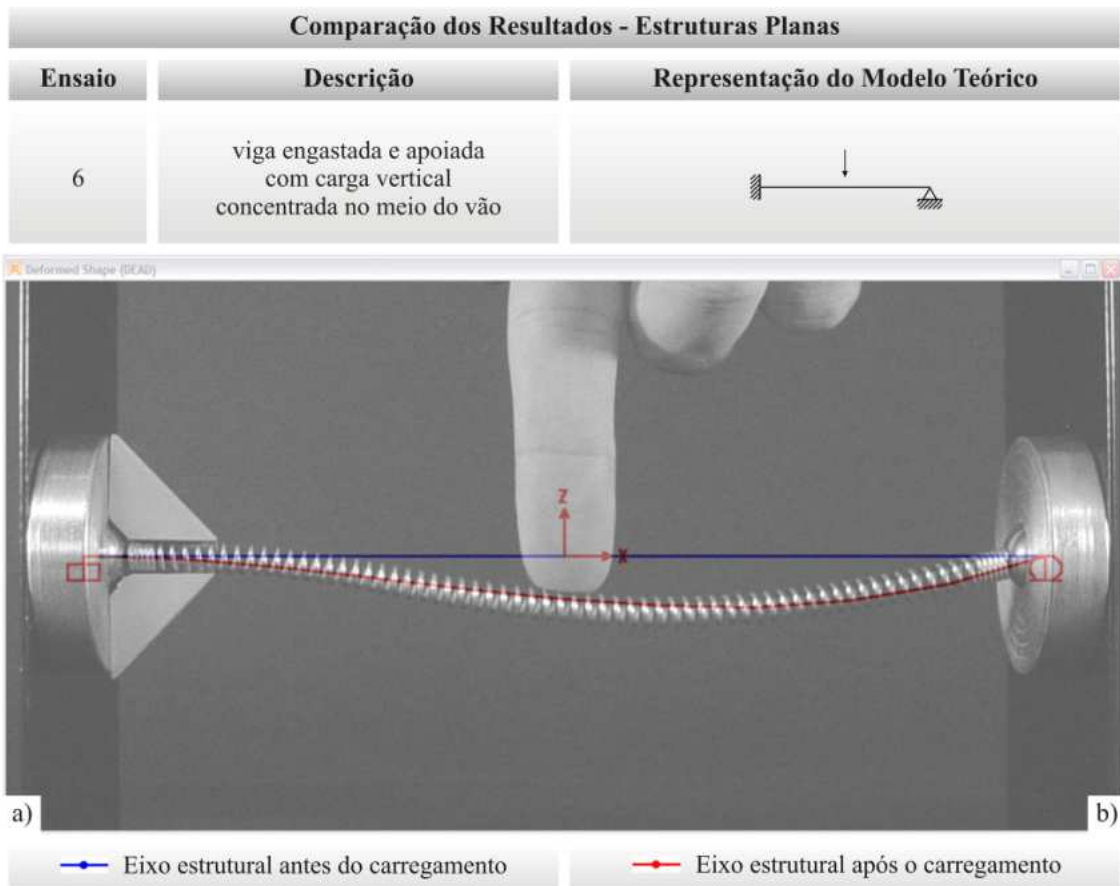 Comparação dos Resultados - Estruturas Planas
Ensaio
Descrição
Representação do Modelo Teórico
6
viga engastada e apoiada
com carga vertical
concentrada no meio do vão
Deformed Shape (DEAD)
Z
X
a)
b)
Eixo estrutural antes do carregamento
Eixo estrutural após o carregamento